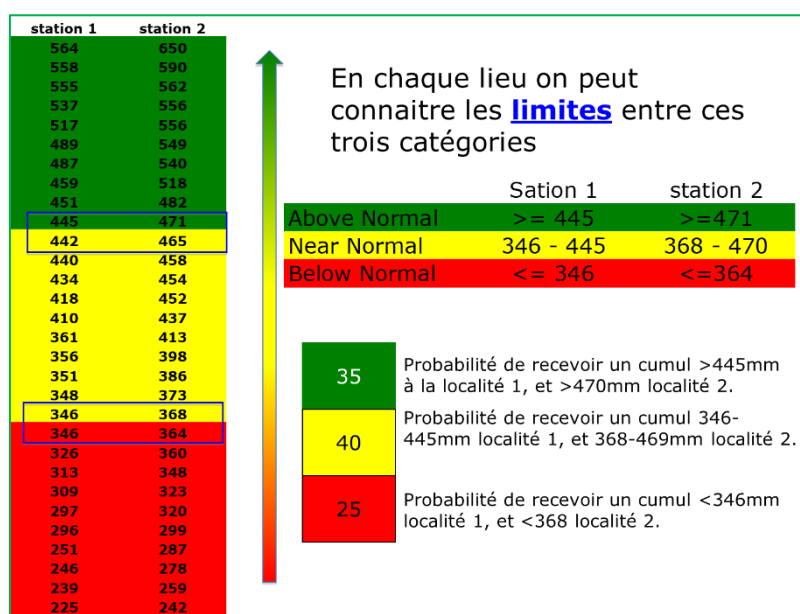 station 1 station 2
564 650
558 590
555 562
537 556
517 556
489 549
487 540
459 518
451 482
445 471
442 465
440 458
434 454
418 452
410 437
361 413
356 398
351 386
348 373
346 368
346 364
326 360
313 348
309 323
297 320
296 299
251 287
246 278
239 259
225 242
En chaque lieu on peut
connaitre les limites entre ces
trois catégories
Sation 1 station 2
Above Normal >= 445 >=471
Near Normal 346 - 445 368 - 470
Below Normal <= 346 <=364
35
Probabilité de recevoir un cumul >445mm
à la localité 1, et >470mm localité 2.
40
Probabilité de recevoir un cumul 346-
445mm localité 1, et 368-469mm localité 2.
25
Probabilité de recevoir un cumul <346mm
localité 1, et <368 localité 2.